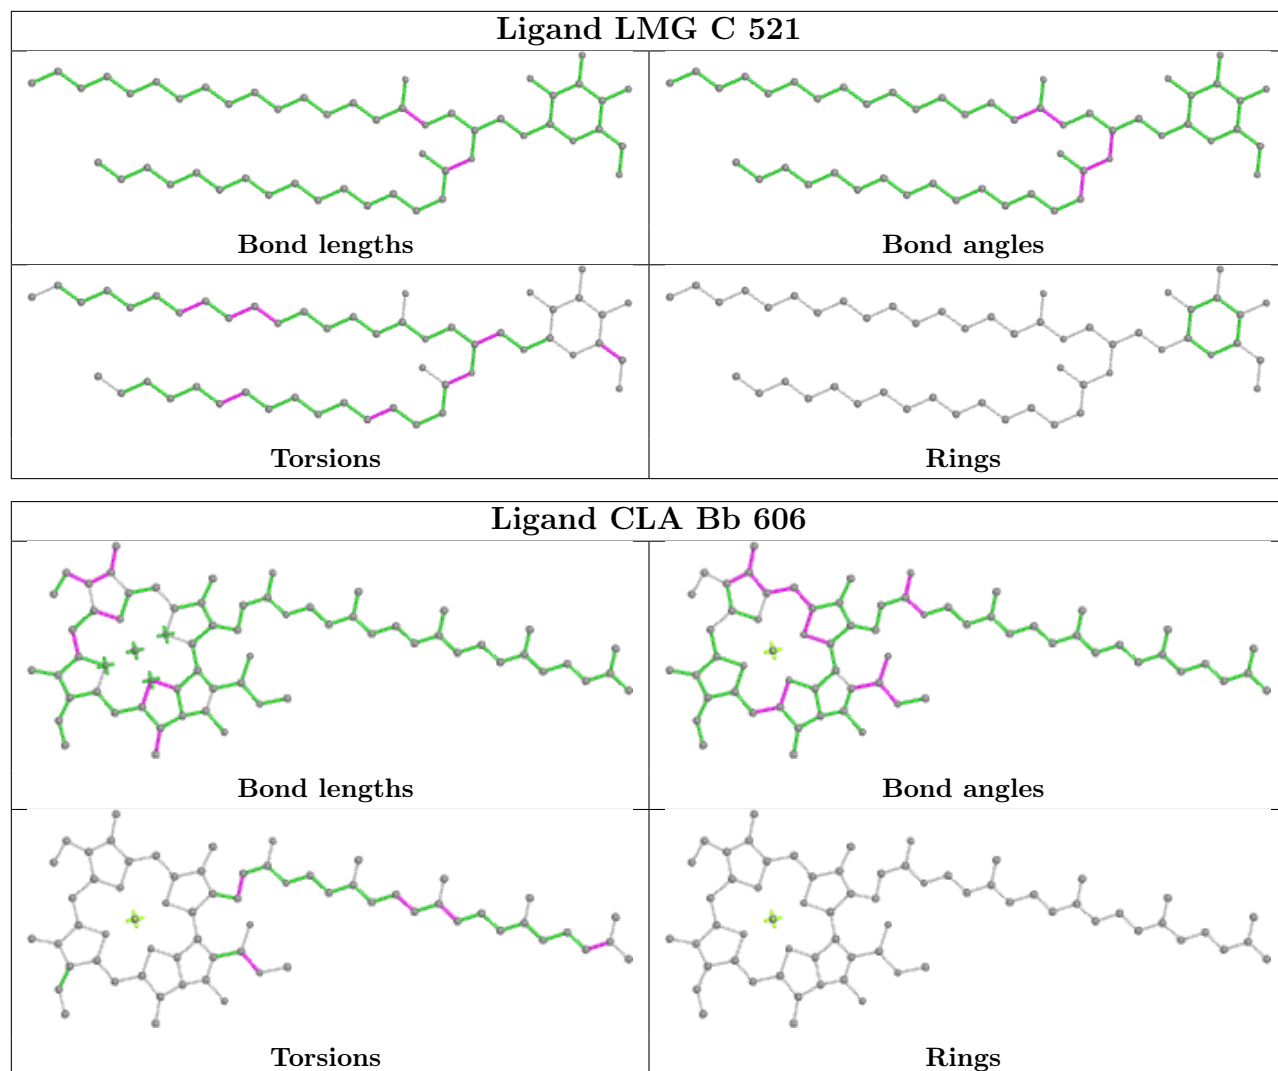 Ligand LMG C 521
Bond lengths
Bond angles
Torsions
Rings
Ligand CLA Bb 606
Bond lengths
Bond angles
Torsions
Rings